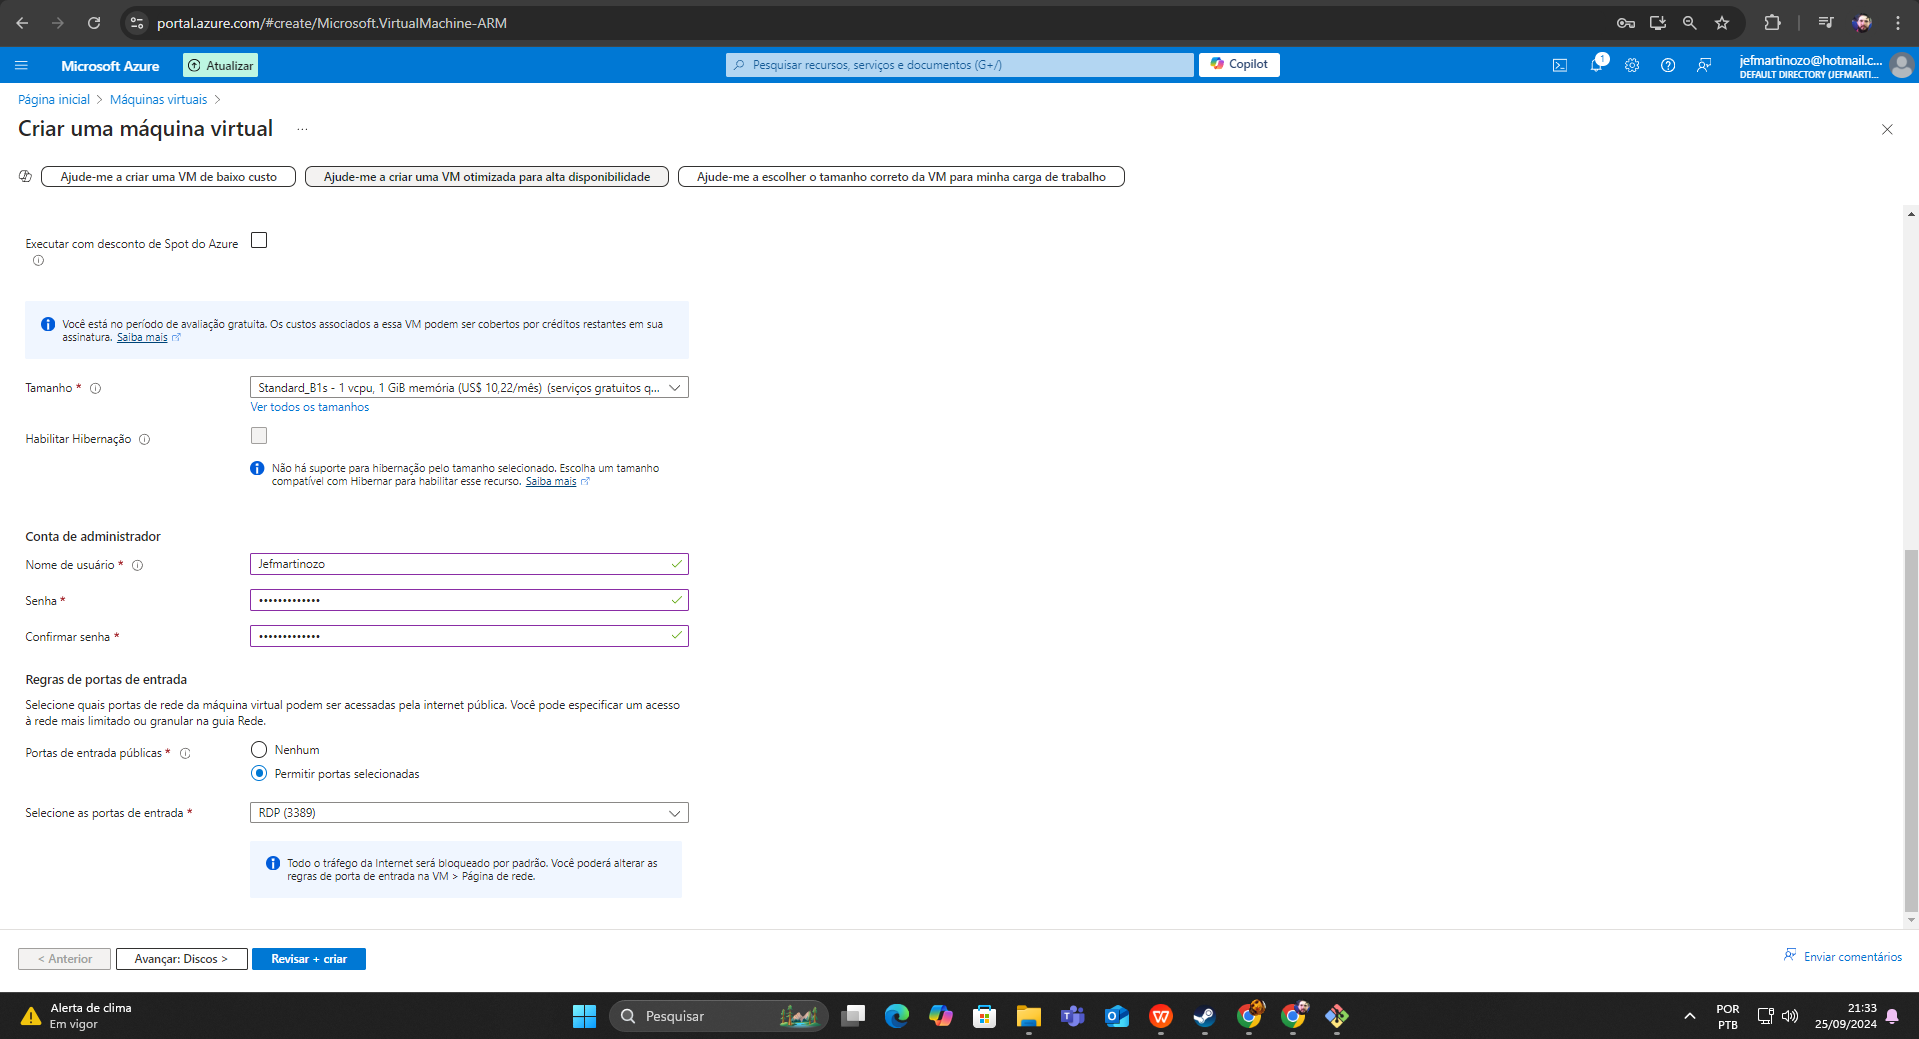 portal.azure.com/#create/Microsoft.VirtualMachine-ARM
Microsoft Azure
Atualizar
Pesquisar recursos, serviços e documentos (G+/)
Copilot
1
jefmartinozo@hotmail.c...
DEFAULT DIRECTORY (JEFMARTI...
Página inicial > Máquinas virtuais >
Criar uma máquina virtual ...
Ajude-me a criar uma VM de baixo custo
Ajude-me a criar uma VM otimizada para alta disponibilidade
Ajude-me a escolher o tamanho correto da VM para minha carga de trabalho
Executar com desconto de Spot do Azure
Você está no período de avaliação gratuita. Os custos associados a essa VM podem ser cobertos por créditos restantes em sua
assinatura. Saiba mais
Tamanho *
Standard_B1s - 1 vcpu, 1 GiB memória (US$ 10,22/mês) (serviços gratuitos q...
Ver todos os tamanhos
Habilitar Hibernação
Não há suporte para hibernação pelo tamanho selecionado. Escolha um tamanho
compatível com Hibernar para habilitar esse recurso. Saiba mais
Conta de administrador
Nome de usuário *
Jefmartinozo
Senha *
•••••••••••••
Confirmar senha *
•••••••••••••
Regras de portas de entrada
Selecione quais portas de rede da máquina virtual podem ser acessadas pela internet pública. Você pode especificar um acesso
à rede mais limitado ou granular na guia Rede.
Portas de entrada públicas *
Nenhum
Permitir portas selecionadas
Selecione as portas de entrada *
RDP (3389)
Todo o tráfego da Internet será bloqueado por padrão. Você poderá alterar as
regras de porta de entrada na VM > Página de rede.
< Anterior
Avançar: Discos >
Revisar + criar
Enviar comentários
Alerta de clima
Em vigor
Pesquisar
POR
PTB
21:33
25/09/2024